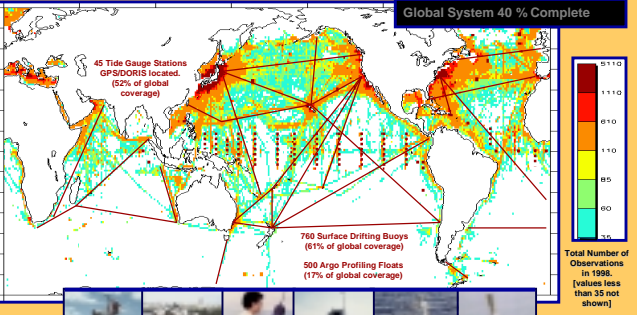 Global System 40 % Complete
45 Tide Gauge Stations
GPS/DORIS located.
(52% of global
coverage)
760 Surface Drifting Buoys
(61% of global coverage)
500 Argo Profiling Floats
(17% of global coverage)
5110
1110
610
110
85
60
35
Total Number of
Observations
in 1998.
[values less
than 35 not
shown]